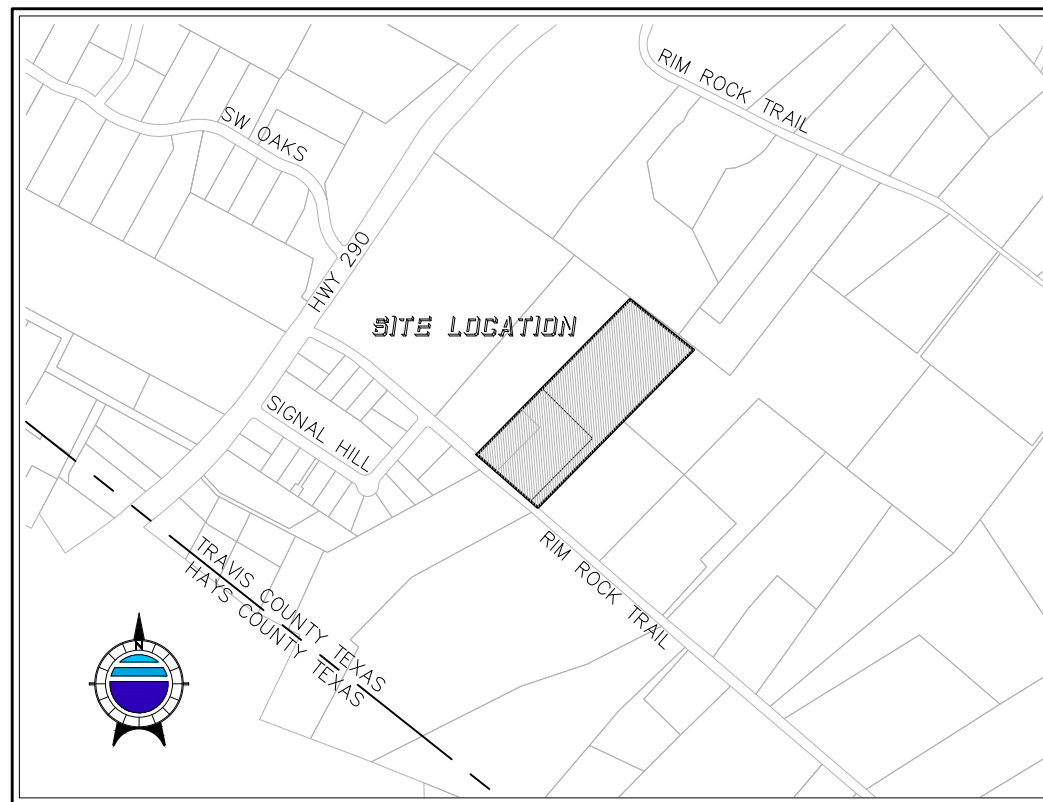 RIM ROCK TRAIL
SW OAKS
HWY 290
SITE LOCATION
SIGNAL HILL
RIM ROCK TRAIL
TRAVIS COUNTY TEXAS
HAYS COUNTY TEXAS
N